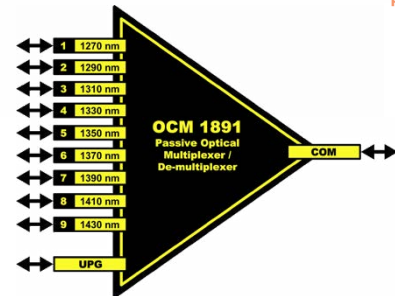 1 1270 nm
2 1290 nm
3 1310 nm
4 1330 nm
5 1350 nm
6 1370 nm
7 1390 nm
8 1410 nm
9 1430 nm
UPG
OCM 1891
Passive Optical
Multiplexer /
De-multiplexer
COM